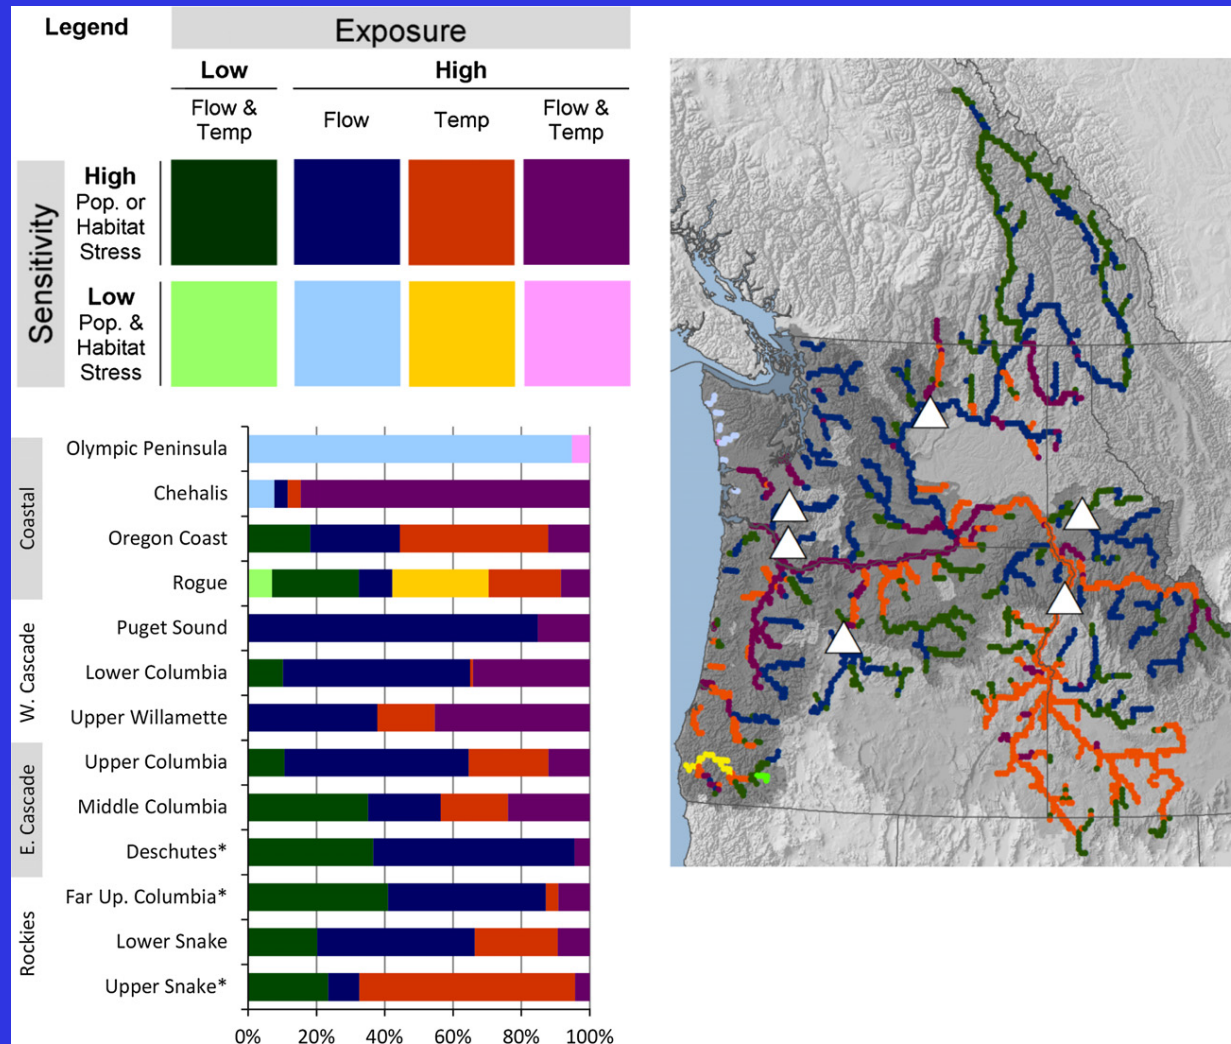 Legend
Exposure
Low
High
Flow &
Temp
Flow
Temp
Flow &
Temp
Sensitivity
High
Pop. or
Habitat
Stress
Low
Pop. &
Habitat
Stress
Coastal
Olympic Peninsula
Chehalis
Oregon Coast
Rogue
W. Cascade
Puget Sound
Lower Columbia
Upper Willamette
E. Cascade
Upper Columbia
Middle Columbia
Deschutes*
Rockies
Far Up. Columbia*
Lower Snake
Upper Snake*
0% 20% 40% 60% 80% 100%